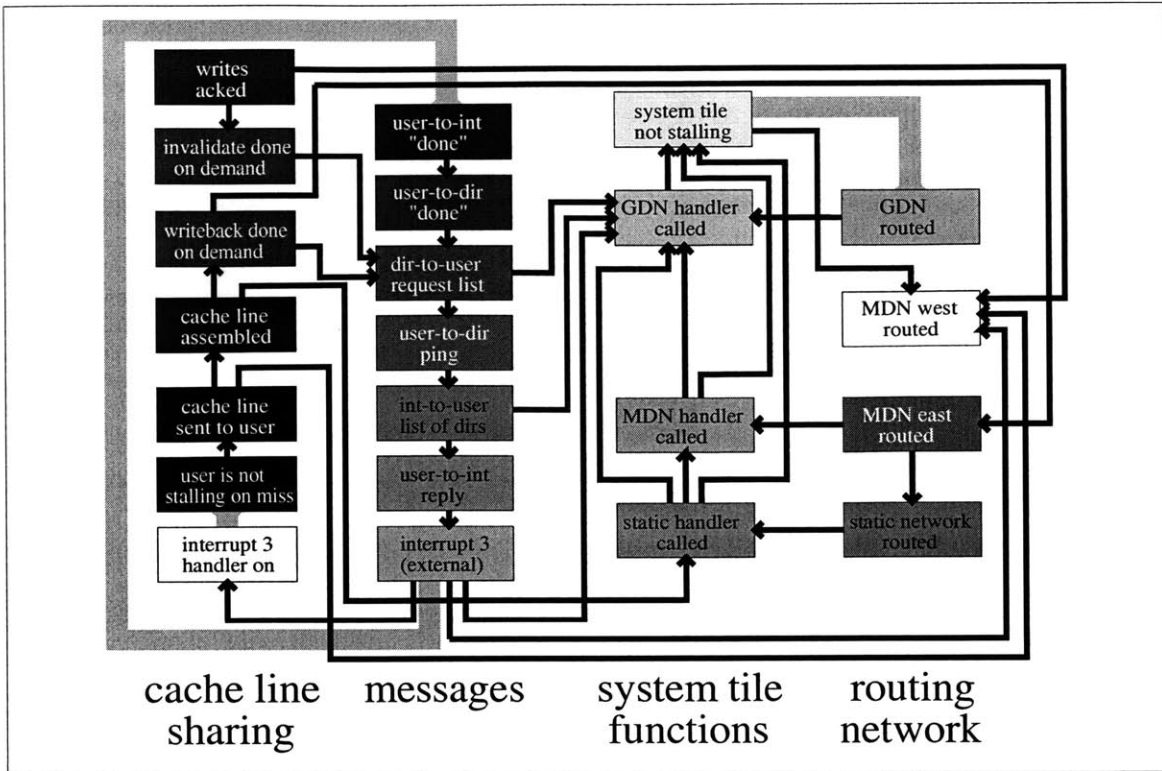 writes
acked
invalidate done
on demand
writeback done
on demand
cache line
assembled
cache line
sent to user
user is not
stalling on miss
interrupt 3
handler on
user-to-int
"done"
user-to-dir
"done"
dir-to-user
request list
user-to-dir
ping
int-to-user
list of dirs
user-to-int
reply
interrupt 3
(external)
system tile
not stalling
GDN handler
called
MDN handler
called
static handler
called
GDN
routed
MDN west
routed
MDN east
routed
static network
routed
cache line
sharing
messages
system tile
functions
routing
network